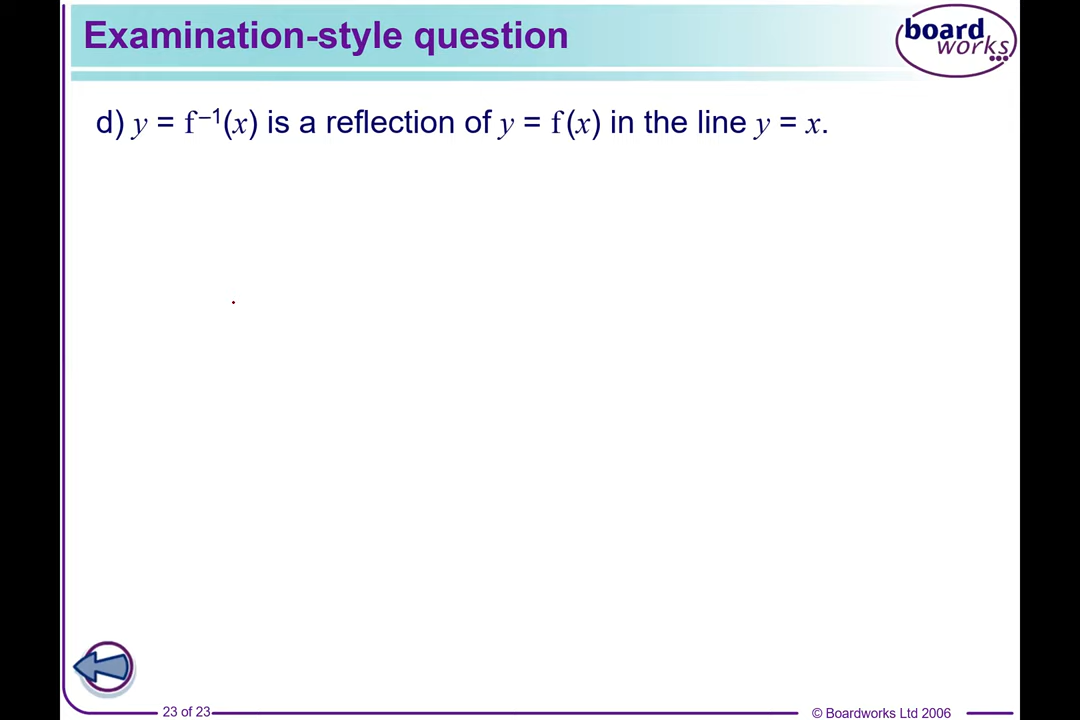 Examination-style question
board
works
d) y = f⁻¹(x) is a reflection of y = f(x) in the line y = x.
23 of 23
© Boardworks Ltd 2006